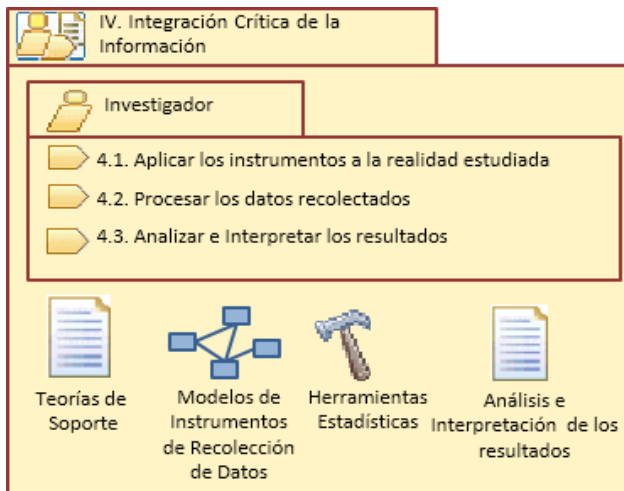 IV. Integración Crítica de la
Información
Investigador
4.1. Aplicar los instrumentos a la realidad estudiada
4.2. Procesar los datos recolectados
4.3. Analizar e Interpretar los resultados
Teorías de
Soporte
Modelos de
Instrumentos
de Recolección
de Datos
Herramientas
Estadísticas
Análisis e
Interpretación de los
resultados